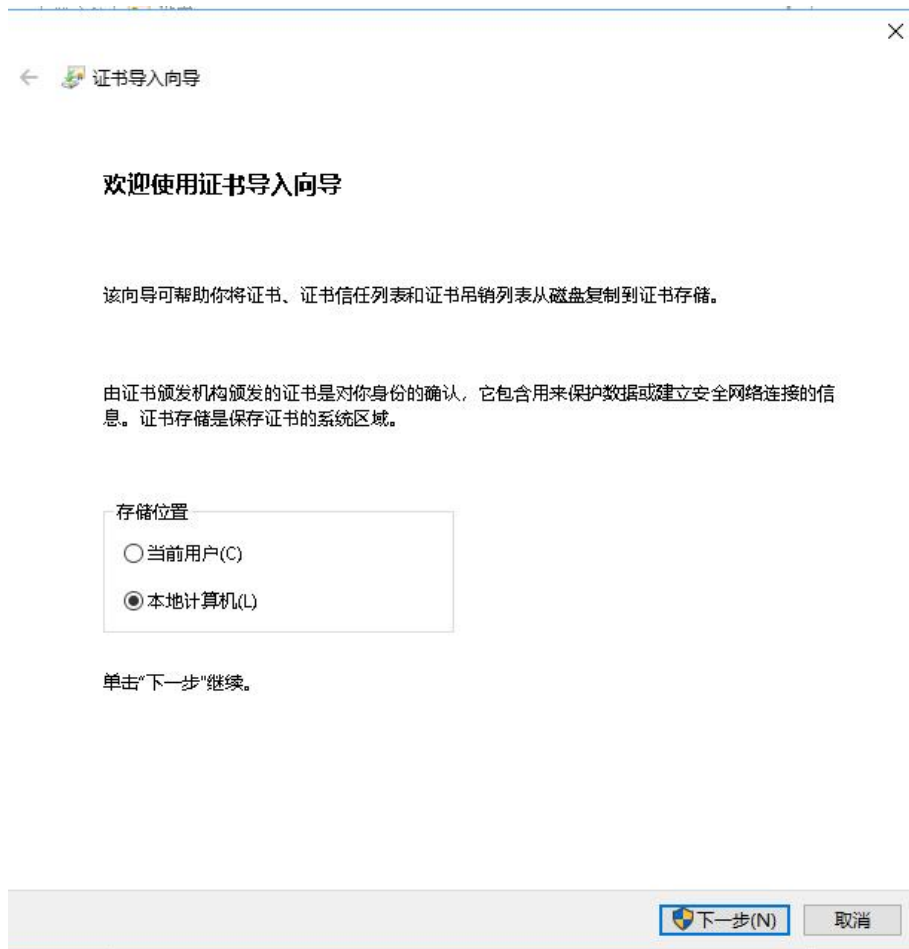 证书导入向导
欢迎使用证书导入向导
该向导可帮助你将证书、证书信任列表和证书吊销列表从磁盘复制到证书存储。
由证书颁发机构颁发的证书是对你身份的确认，它包含用来保护数据或建立安全网络连接的信
息。证书存储是保存证书的系统区域。
存储位置
当前用户(C)
本地计算机(L)
单击“下一步”继续。
下一步(N)
取消